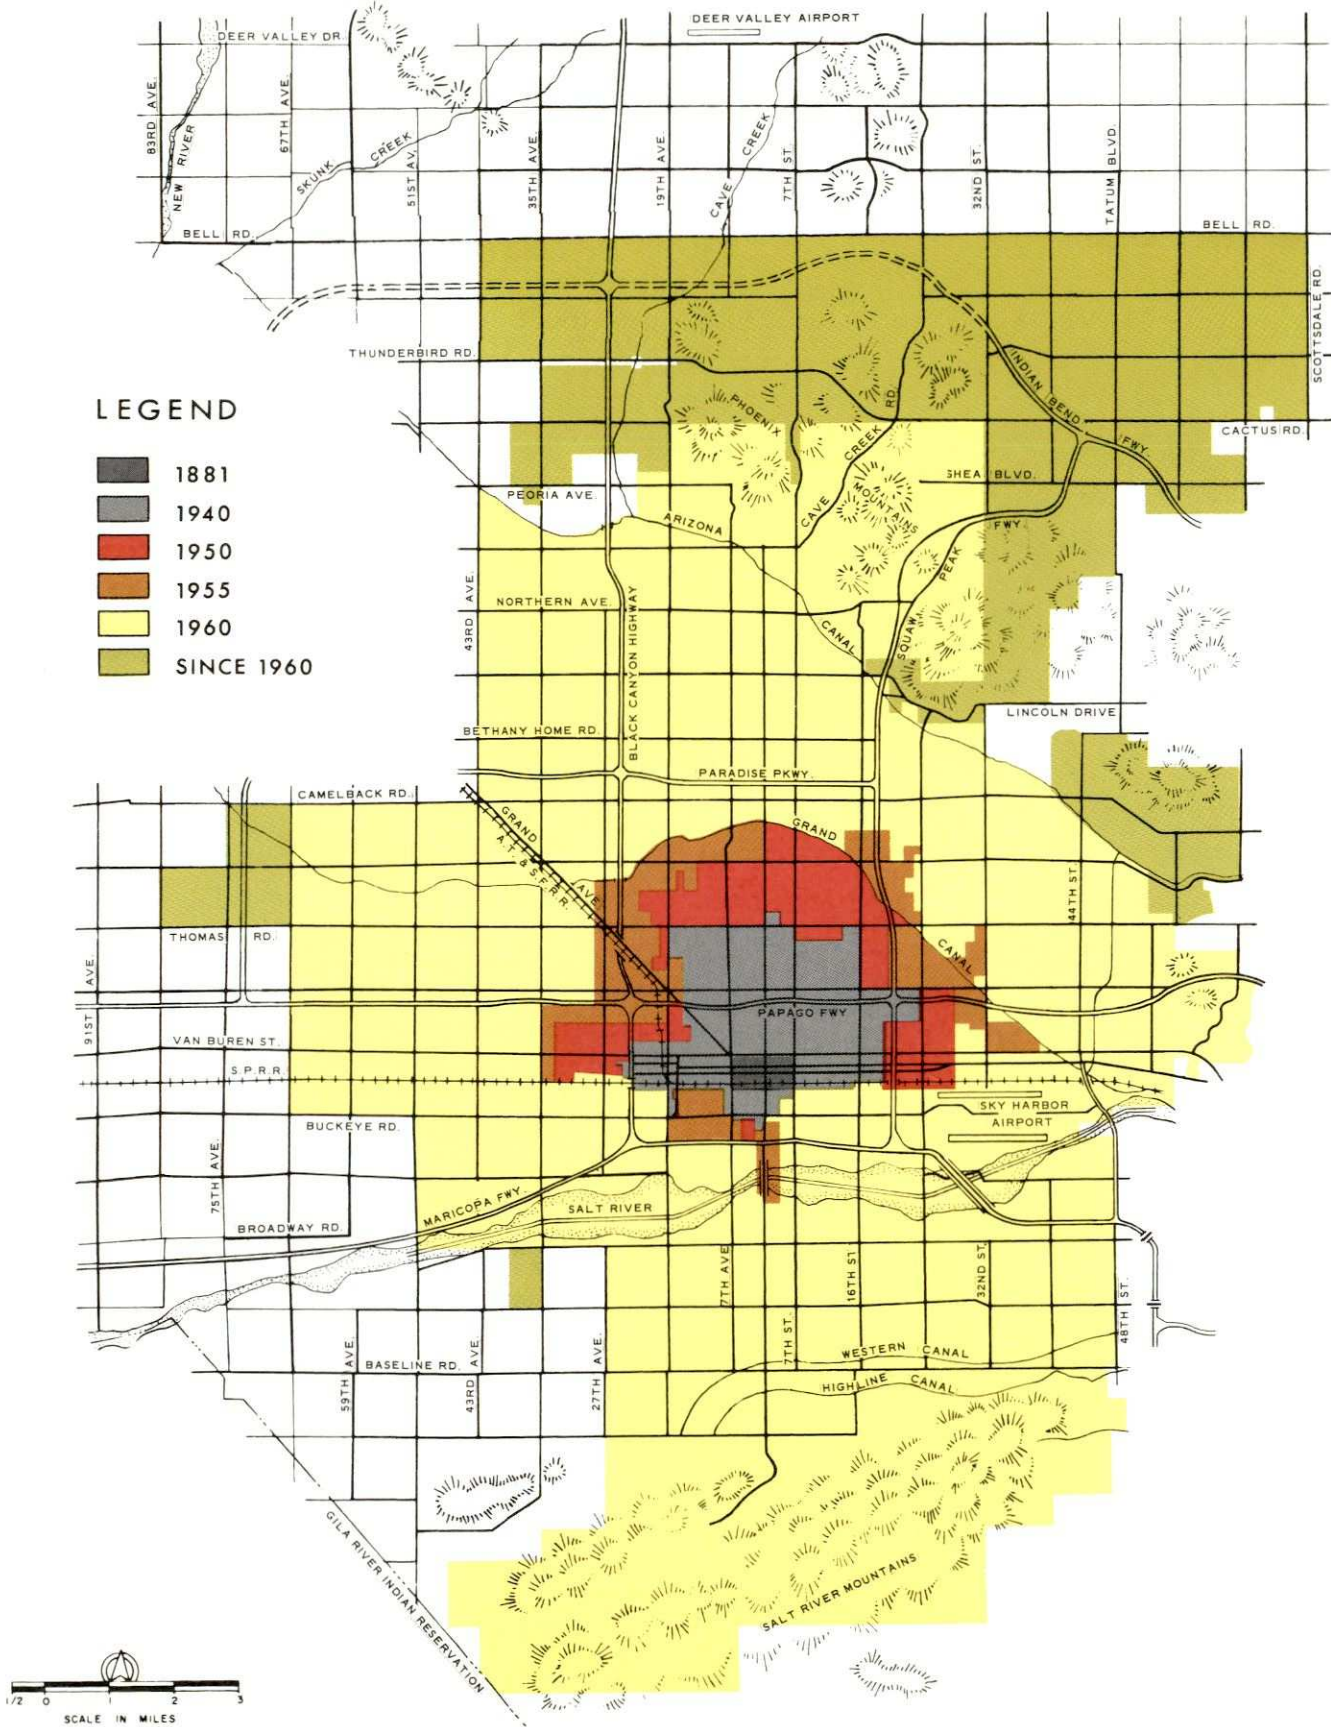 DEER VALLEY AIRPORT
DEER VALLEY DR.
83RD AVE.
NEW RIVER
67TH AVE.
SKUNK CREEK
51ST AV.
35TH AVE.
19TH AVE.
CAVE CREEK
7TH ST.
32ND ST.
TATUM BLVD.
BELL RD.
BELL RD.
SCOTTSDALE RD.
THUNDERBIRD RD.
INDIAN BEND FWY.
LEGEND
1881
1940
1950
1955
1960
SINCE 1960
PHOENIX MOUNTAINS
CAVE CREEK RD.
CACTUS RD.
SHEA BLVD.
PEORIA AVE.
ARIZONA CANAL
SQUAW PEAK FWY.
43RD AVE.
NORTHERN AVE.
BLACK CANYON HIGHWAY
LINCOLN DRIVE
BETHANY HOME RD.
PARADISE PKWY.
CAMELBACK RD.
GRAND AVE.
A.T. & S.F. R.R.
GRAND CANAL
44TH ST.
THOMAS RD.
91ST AVE.
PAPAGO FWY
VAN BUREN ST.
S.P.R.R.
SKY HARBOR
AIRPORT
BUCKEYE RD.
75TH AVE.
MARICOPA FWY.
SALT RIVER
BROADWAY RD.
7TH AVE.
16TH ST.
32ND ST.
48TH ST.
7TH ST.
WESTERN CANAL
BASELINE RD.
59TH AVE.
43RD AVE.
27TH AVE.
HIGHLINE CANAL
GILA RIVER INDIAN RESERVATION
SALT RIVER MOUNTAINS
1/2 0 1 2 3
SCALE IN MILES